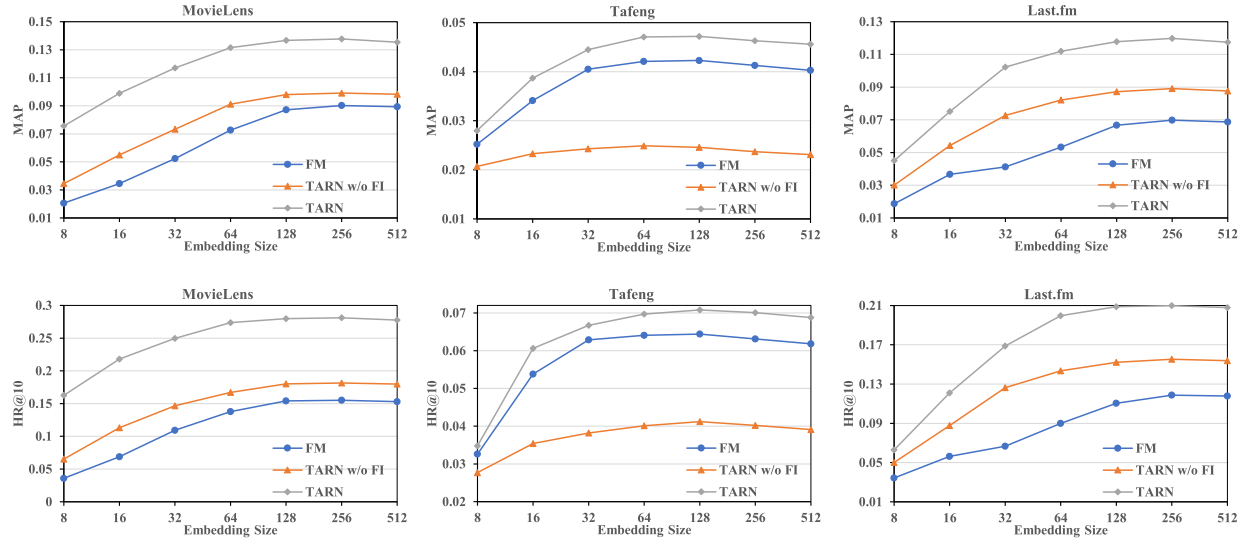 MovieLens
0.15
0.13
0.11
0.09
0.07
0.05
0.03
0.01
MAP
FM
TARN w/o FI
TARN
8 16 32 64 128 256 512
Embedding Size
Tafeng
0.05
0.04
0.03
0.02
0.01
MAP
FM
TARN w/o FI
TARN
8 16 32 64 128 256 512
Embedding Size
Last.fm
0.13
0.11
0.09
0.07
0.05
0.03
0.01
MAP
FM
TARN w/o FI
TARN
8 16 32 64 128 256 512
Embedding Size
MovieLens
0.3
0.25
0.2
0.15
0.1
0.05
0
HR@10
FM
TARN w/o FI
TARN
8 16 32 64 128 256 512
Embedding Size
Tafeng
0.07
0.06
0.05
0.04
0.03
0.02
HR@10
FM
TARN w/o FI
TARN
8 16 32 64 128 256 512
Embedding Size
Last.fm
0.21
0.17
0.13
0.09
0.05
0.01
HR@10
FM
TARN w/o FI
TARN
8 16 32 64 128 256 512
Embedding Size